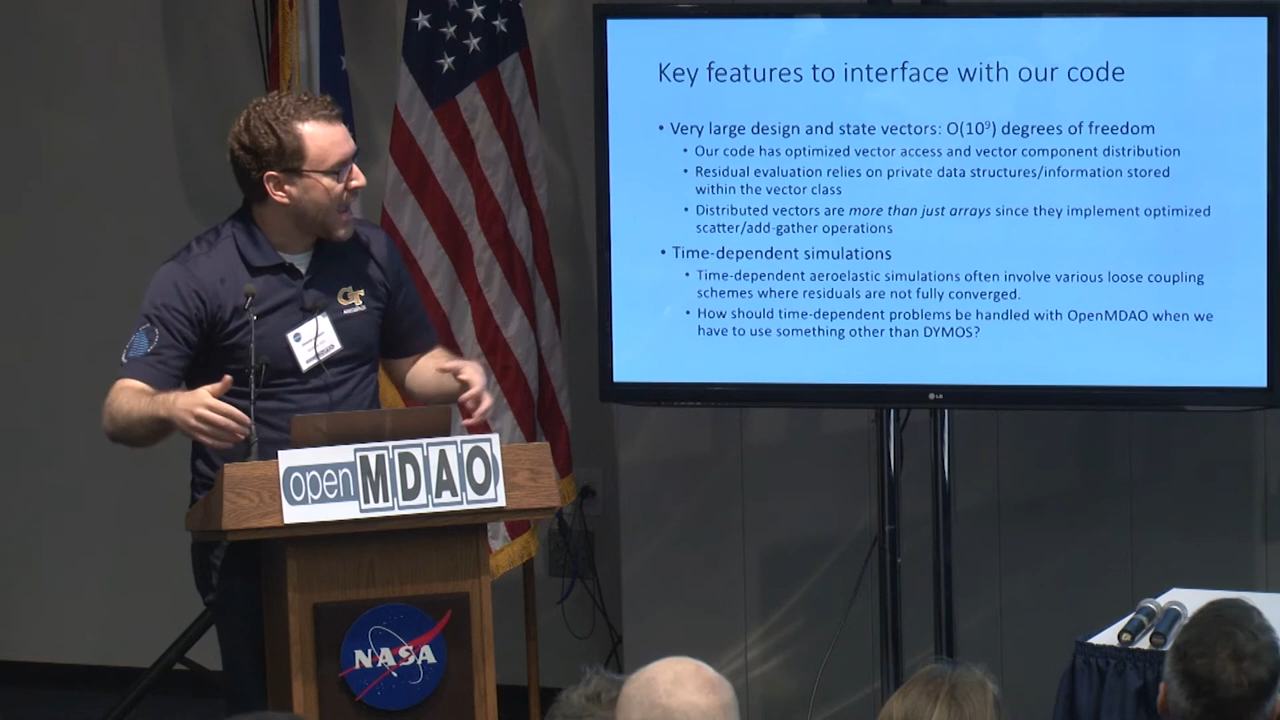 Key features to interface with our code
• Very large design and state vectors: O(10⁹) degrees of freedom
• Our code has optimized vector access and vector component distribution
• Residual evaluation relies on private data structures/information stored
within the vector class
• Distributed vectors are more than just arrays since they implement optimized
scatter/add-gather operations
• Time-dependent simulations
• Time-dependent aeroelastic simulations often involve various loose coupling
schemes where residuals are not fully converged.
• How should time-dependent problems be handled with OpenMDAO when we
have to use something other than DYMOS?
LG
GT
openMDAO
NASA